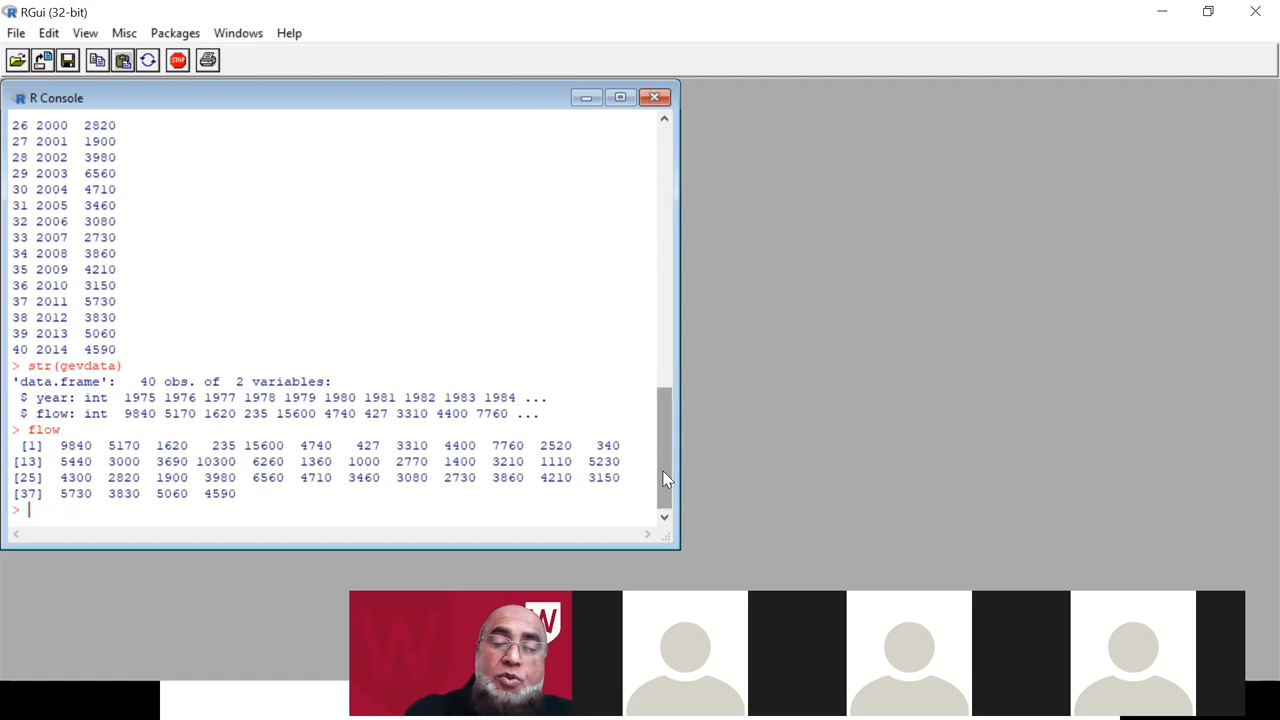 RGui (32-bit)
File Edit View Misc Packages Windows Help
STOP
R Console
26 2000 2820
27 2001 1900
28 2002 3980
29 2003 6560
30 2004 4710
31 2005 3460
32 2006 3080
33 2007 2730
34 2008 3860
35 2009 4210
36 2010 3150
37 2011 5730
38 2012 3830
39 2013 5060
40 2014 4590
> str(gevdata)
'data.frame': 40 obs. of 2 variables:
$ year: int 1975 1976 1977 1978 1979 1980 1981 1982 1983 1984 ...
$ flow: int 9840 5170 1620 235 15600 4740 427 3310 4400 7760 ...
> flow
[1] 9840 5170 1620 235 15600 4740 427 3310 4400 7760 2520 340
[13] 5440 3000 3690 10300 6260 1360 1000 2770 1400 3210 1110 5230
[25] 4300 2820 1900 3980 6560 4710 3460 3080 2730 3860 4210 3150
[37] 5730 3830 5060 4590
>
W
W